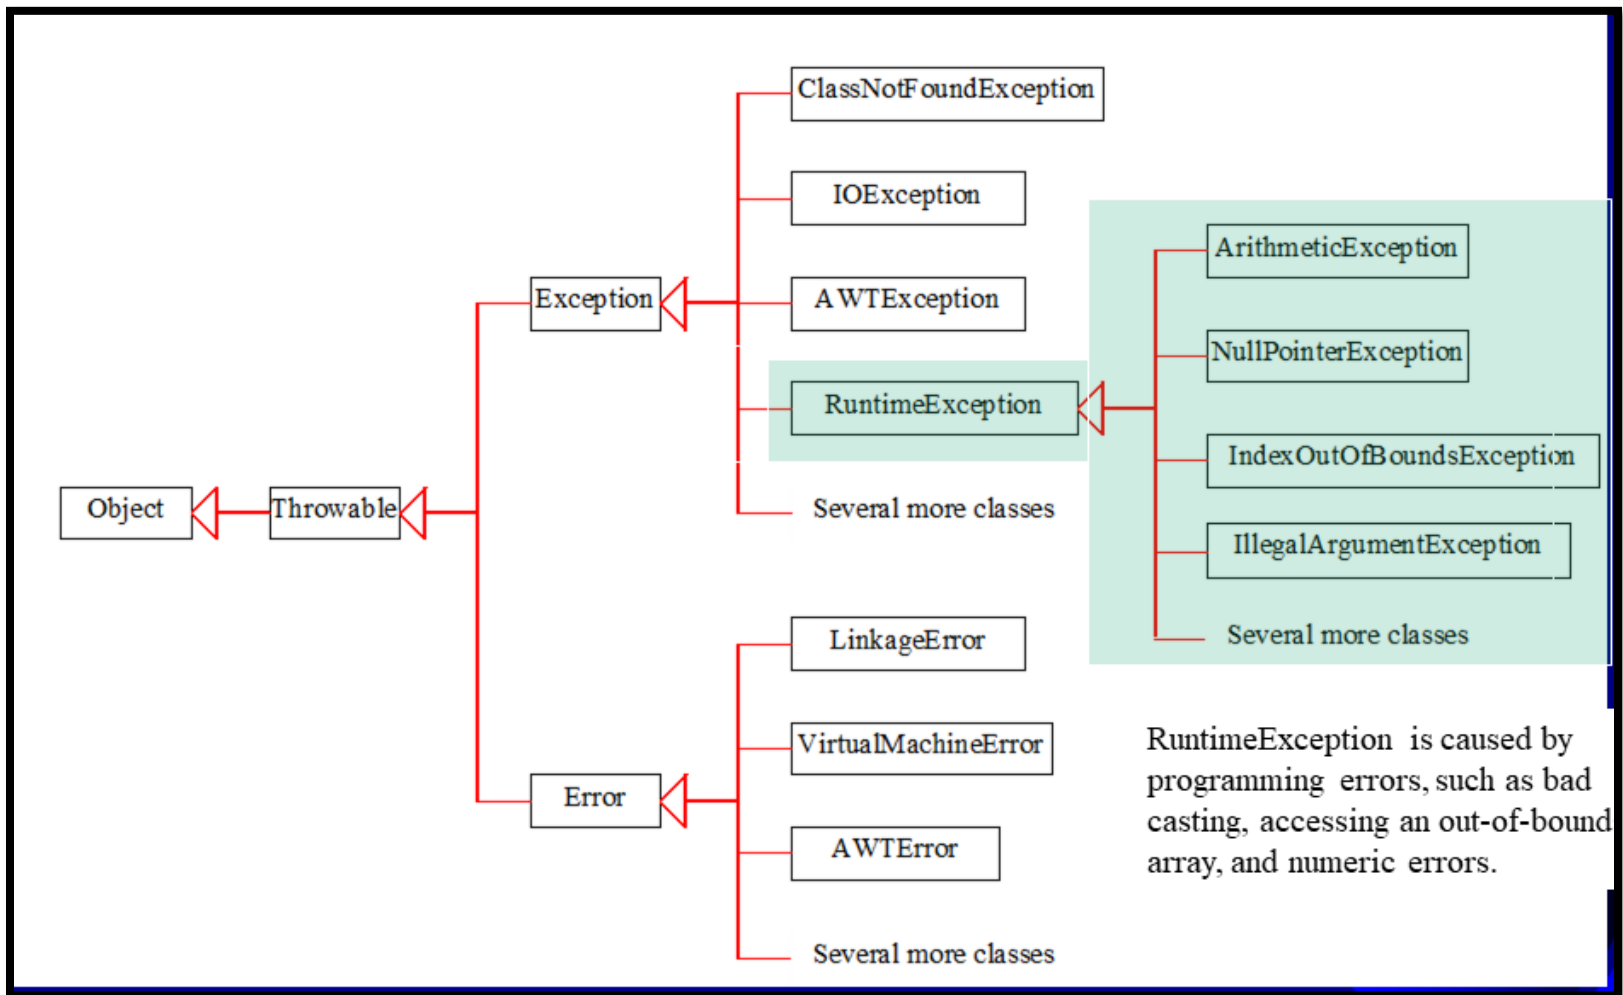 ClassNotFoundException
IOException
ArithmeticException
Exception
AWTException
NullPointerException
RuntimeException
IndexOutOfBoundsException
Object
Throwable
Several more classes
IllegalArgumentException
LinkageError
Several more classes
VirtualMachineError
RuntimeException is caused by
programming errors, such as bad
casting, accessing an out-of-bound
array, and numeric errors.
Error
AWTError
Several more classes